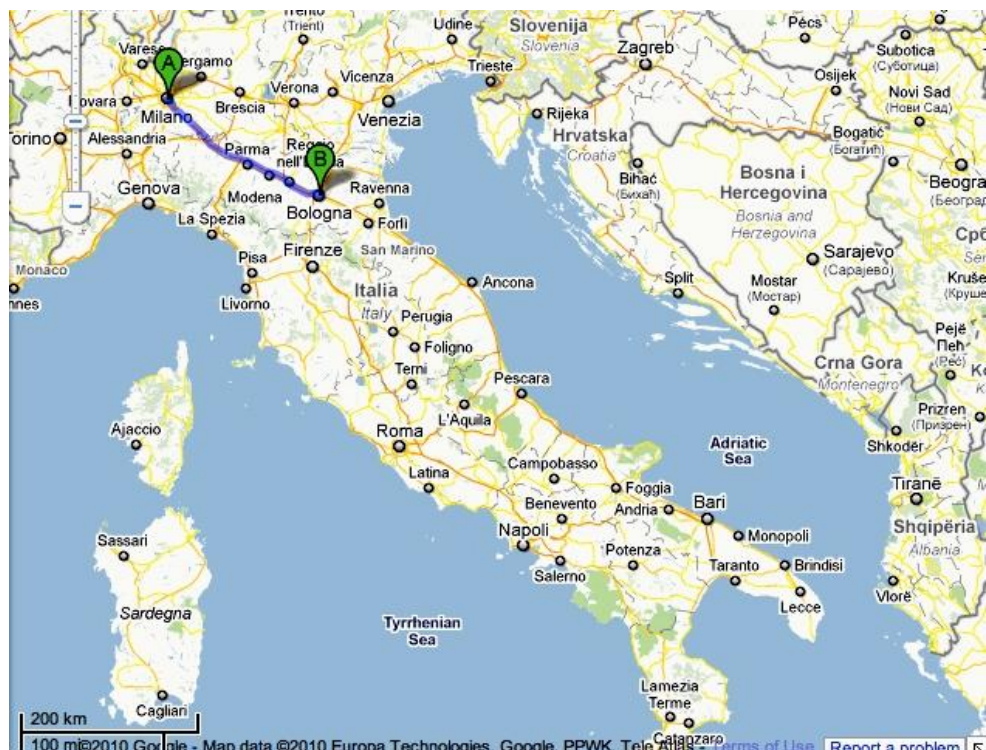 Trento
(Trient)
Udine
Slovenija
Slovenia
Zagreb
Pécs
Subotica
(Суботица)
Varese
Bergamo
Vicenza
Trieste
Osijek
Novi Sad
(Нови Сад)
Novara
A
Milano
Brescia
Verona
Venezia
Rijeka
Hrvatska
Croatia
Bogatić
(Богатић)
Torino
Alessandria
Parma
Reggio
B
Modena
Bologna
Ravenna
Bihać
(Бихаћ)
Bosna i
Hercegovina
Bosnia and
Herzegovina
Genova
La Spezia
Forlì
San Marino
Firenze
Sarajevo
(Сарајево)
Monaco
Pisa
Livorno
Italia
Italy
Ancona
Split
Mostar
(Мостар)
Perugia
Foligno
Terni
Pejë
Пећ
(Peć)
Crna Gora
Montenegro
Pescara
L'Aquila
Prizren
(Призрен)
Ajaccio
Roma
Adriatic
Sea
Shkodër
Latina
Campobasso
Foggia
Tiranë
Benevento
Andria
Bari
Napoli
Monopoli
Shqipëria
Albania
Sassari
Salerno
Potenza
Taranto
Brindisi
Lecce
Vlorë
Sardegna
Tyrrhenian
Sea
Cagliari
Lamezia
Terme
Catanzaro
200 km
100 mi
©2010 Google - Map data ©2010 Europa Technologies, Google, PPWK, Tele Atlas - Terms of Use
Report a problem